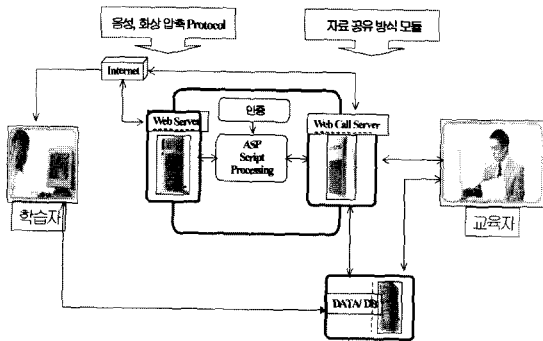 음성, 화상 압축 Protocol
자료 공유 방식 모듈
Internet
인증
Web Server
Web Call Server
ASP
Script
Processing
학습자
교육자
DATA/ DB